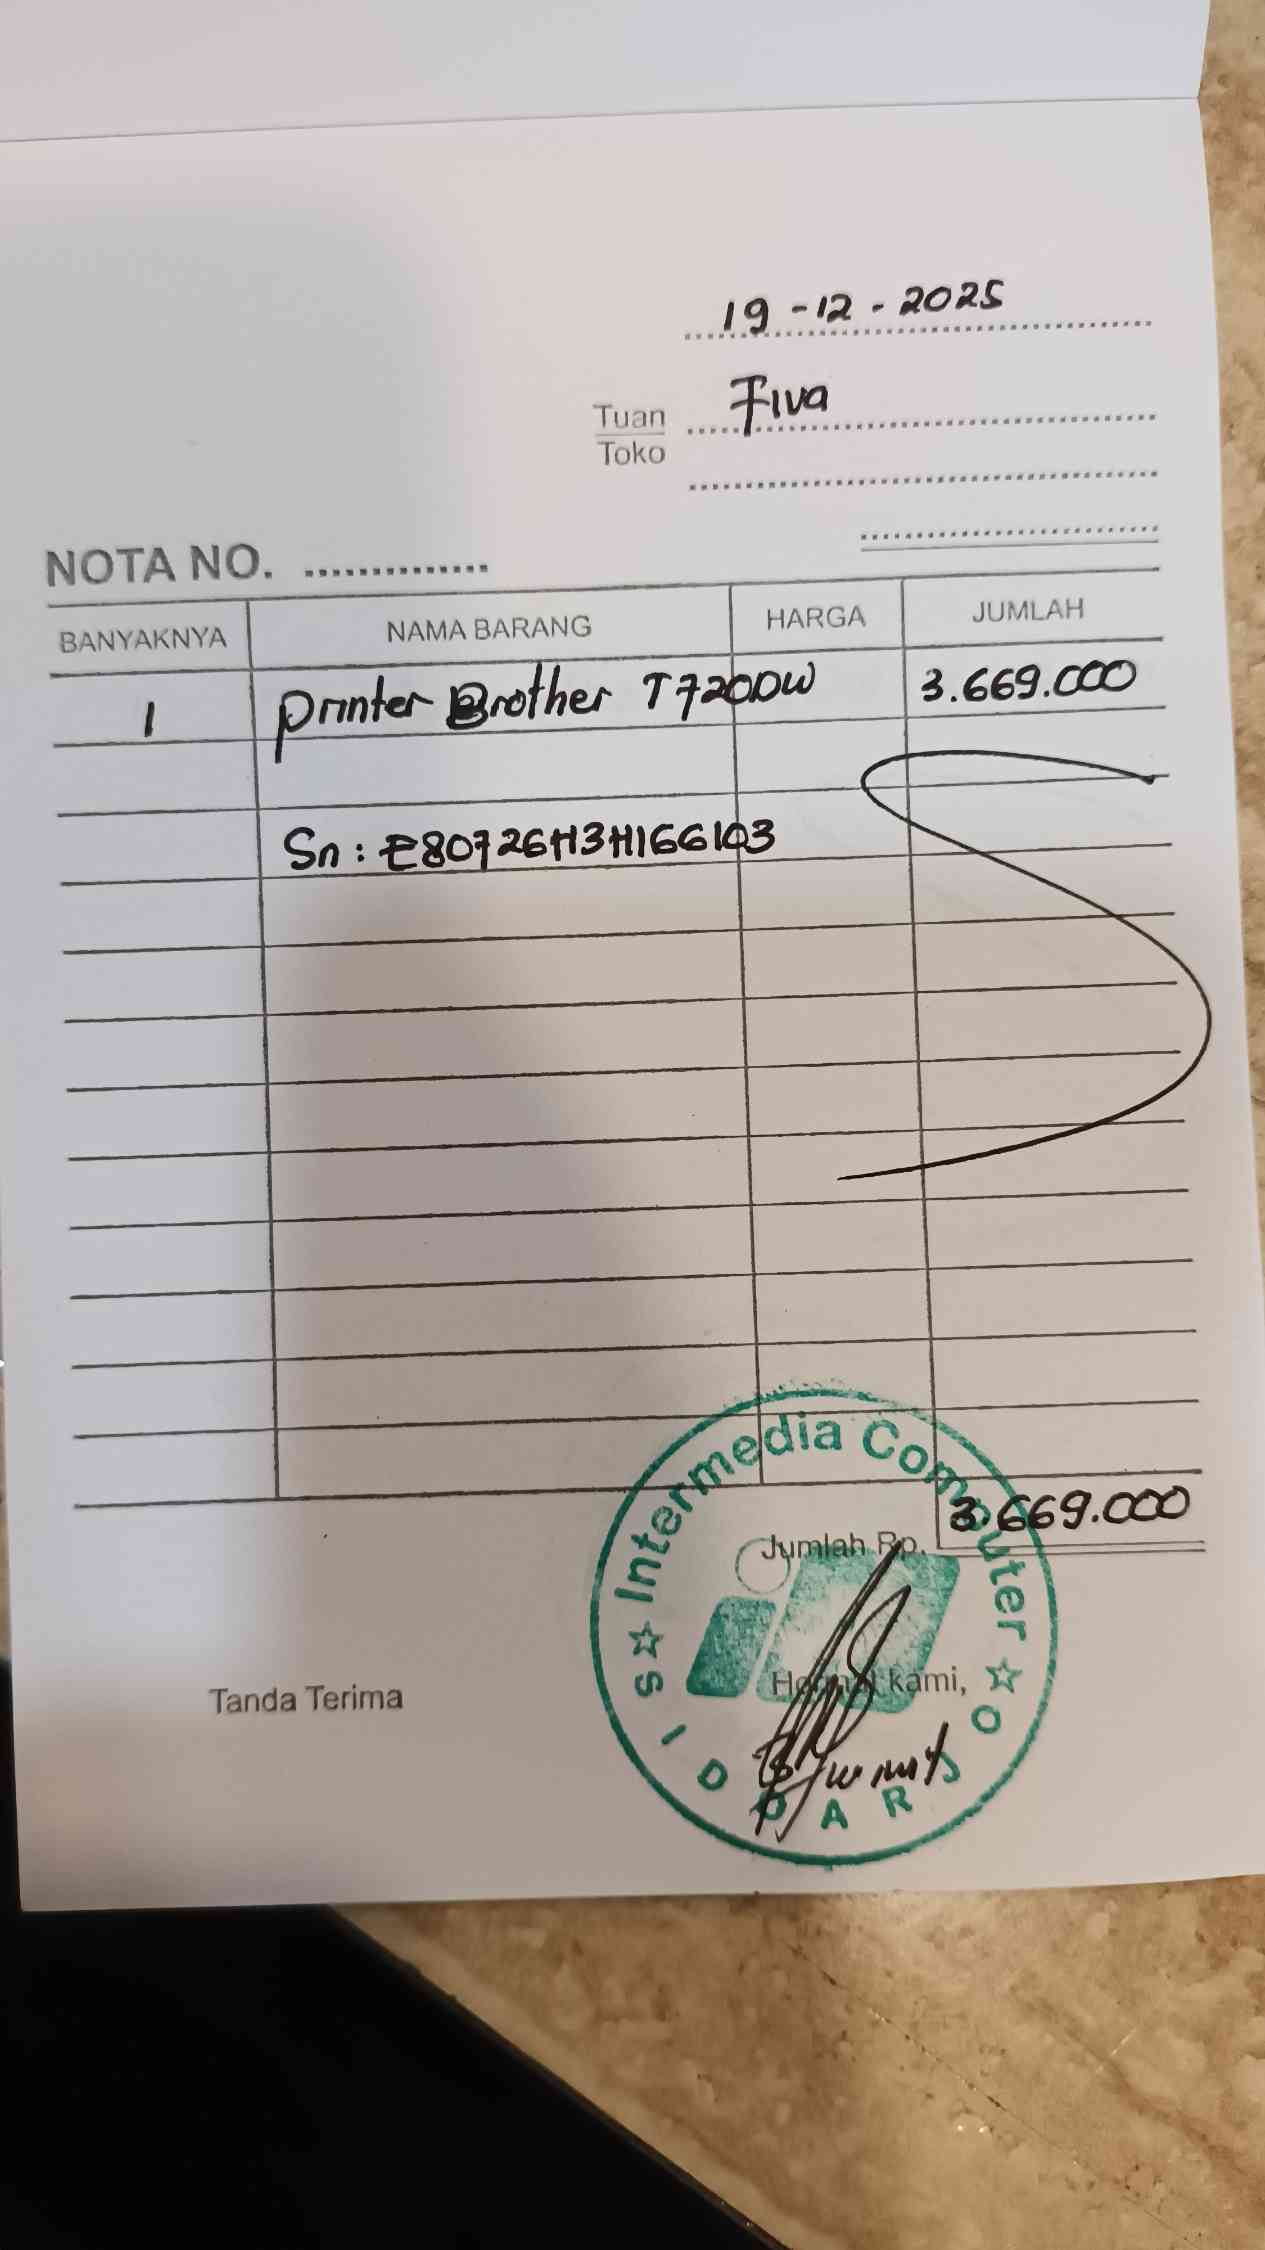 19 - 12 - 2025
Tuan Fiva
Toko
NOTA NO. ..............
BANYAKNYA NAMA BARANG HARGA JUMLAH
1 Printer Brother T720DW 3.669.000
Sn : E80726H3H166103
Jumlah Rp. 3.669.000
Tanda Terima Hormat kami,
Intermedia Computer
SIDOARJO